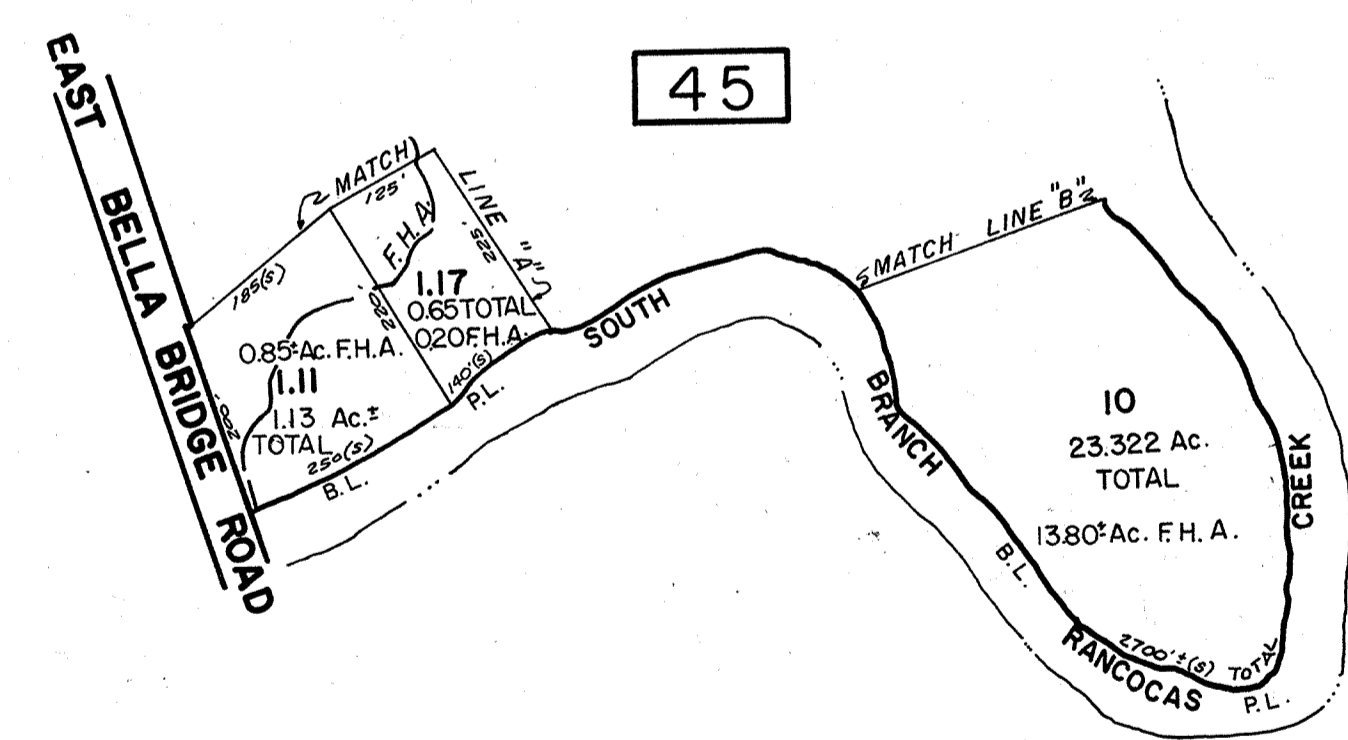 45
EAST BELLA BRIDGE ROAD
MATCH LINE "A"
125'
185(s)
225'
F.H.A.
220'
1.17
0.65 TOTAL
0.20 F.H.A.
0.85± Ac. F.H.A.
1.11
1.13 Ac.±
TOTAL
200'
250(s)
140'(s)
B.L.
P.L.
SOUTH BRANCH RANCOCAS CREEK
MATCH LINE "B"
10
23.322 Ac.
TOTAL
13.80± Ac. F.H.A.
B.L.
2700'±(s) TOTAL
P.L.